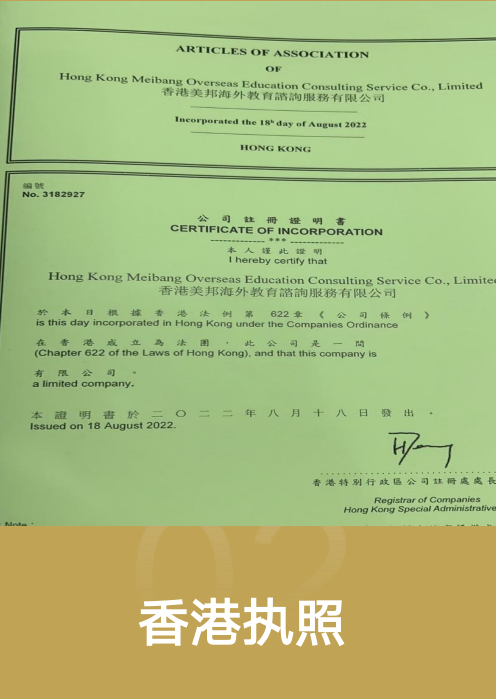 ARTICLES OF ASSOCIATION
OF
Hong Kong Meibang Overseas Education Consulting Service Co., Limited
香港美邦海外教育諮詢服務有限公司
Incorporated the 18ᵗʰ day of August 2022
HONG KONG
編號
No. 3182927
公司註冊證明書
CERTIFICATE OF INCORPORATION
------------- *** -------------
本人謹此證明
I hereby certify that
Hong Kong Meibang Overseas Education Consulting Service Co., Limited
香港美邦海外教育諮詢服務有限公司
於本日根據香港法例第 622 章《公司條例》
is this day incorporated in Hong Kong under the Companies Ordinance
在香港成立為法團，此公司是一間
(Chapter 622 of the Laws of Hong Kong), and that this company is
有限公司。
a limited company.
本證明書於二〇二二年八月十八日發出。
Issued on 18 August 2022.
香港特別行政區公司註冊處處長
Registrar of Companies
Hong Kong Special Administrative
Note :
02
香港执照